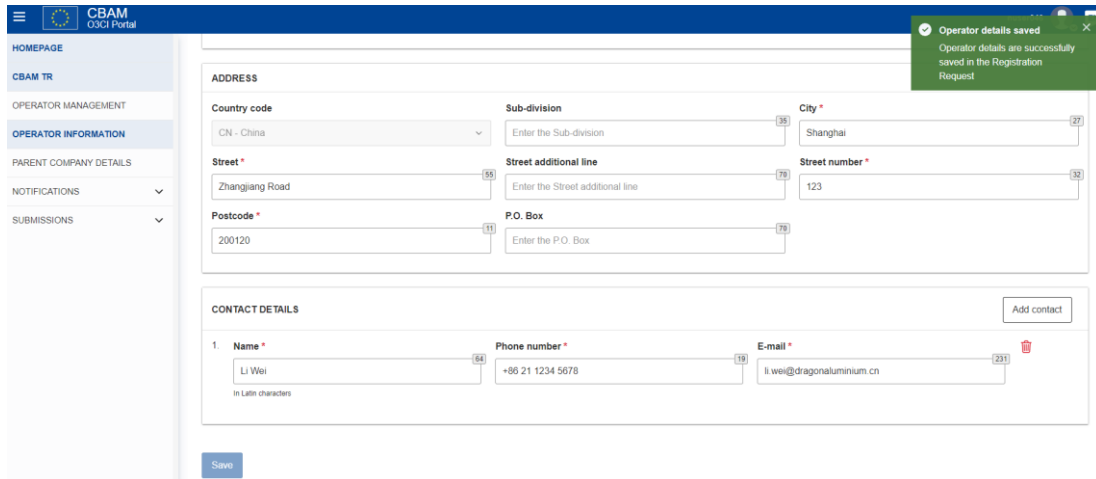 CBAM
O3CI Portal
Operator details saved
Operator details are successfully
saved in the Registration
Request
HOMEPAGE
CBAM TR
OPERATOR MANAGEMENT
OPERATOR INFORMATION
PARENT COMPANY DETAILS
NOTIFICATIONS
SUBMISSIONS
ADDRESS
Country code Sub-division City *
35 27
CN - China Enter the Sub-division Shanghai
Street * Street additional line Street number *
55 70 32
Zhangjiang Road Enter the Street additional line 123
Postcode * P.O. Box
11 70
200120 Enter the P.O. Box
CONTACT DETAILS Add contact
1. Name * Phone number * E-mail *
64 19 231
Li Wei +86 21 1234 5678 li.wei@dragonaluminium.cn
In Latin characters
Save